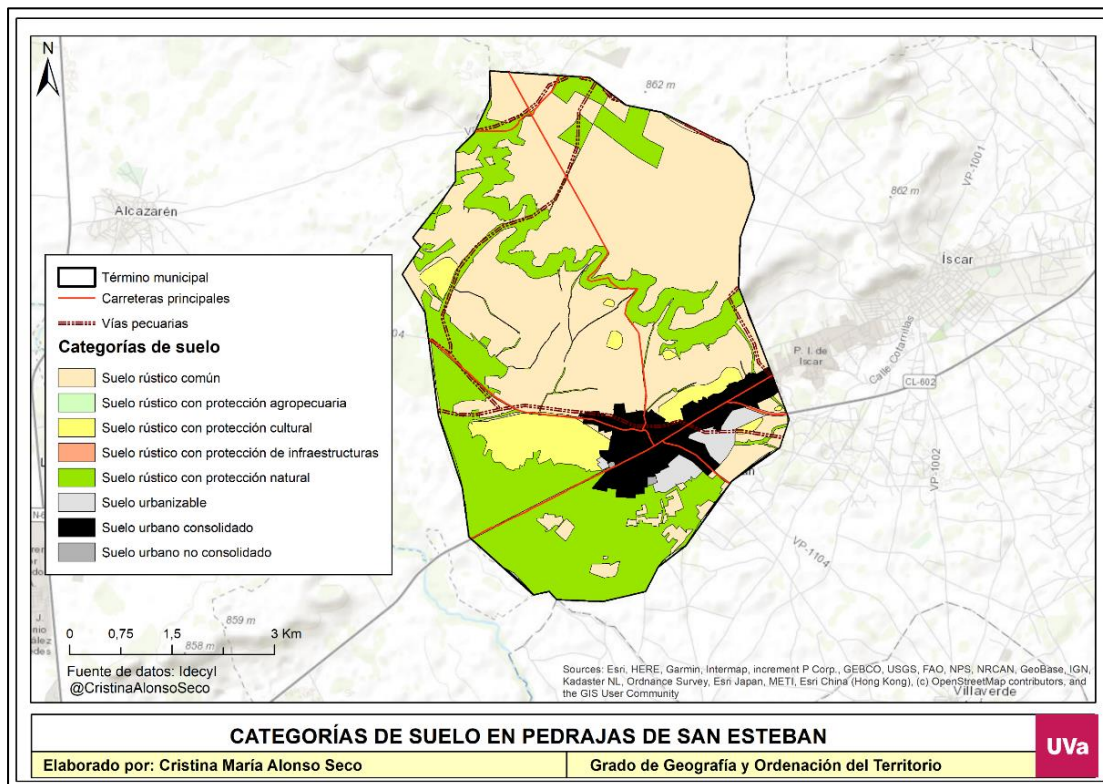 N
862 m
VP-1001
Alcazarén
862 m
Íscar
Término municipal
Carreteras principales
Vías pecuarias
Categorías de suelo
Suelo rústico común
Suelo rústico con protección agropecuaria
Suelo rústico con protección cultural
Suelo rústico con protección de infraestructuras
Suelo rústico con protección natural
Suelo urbanizable
Suelo urbano consolidado
Suelo urbano no consolidado
P. I. de
Iscar
Calle Cotarrillas
CL-602
VP-1002
VP-1104
859 m
858 m
0 0,75 1,5 3 Km
Fuente de datos: Idecyl
@CristinaAlonsoSeco
Sources: Esri, HERE, Garmin, Intermap, increment P Corp., GEBCO, USGS, FAO, NPS, NRCAN, GeoBase, IGN,
Kadaster NL, Ordnance Survey, Esri Japan, METI, Esri China (Hong Kong), (c) OpenStreetMap contributors, and
the GIS User Community
Villaverde
CATEGORÍAS DE SUELO EN PEDRAJAS DE SAN ESTEBAN
UVa
Elaborado por: Cristina María Alonso Seco
Grado de Geografía y Ordenación del Territorio